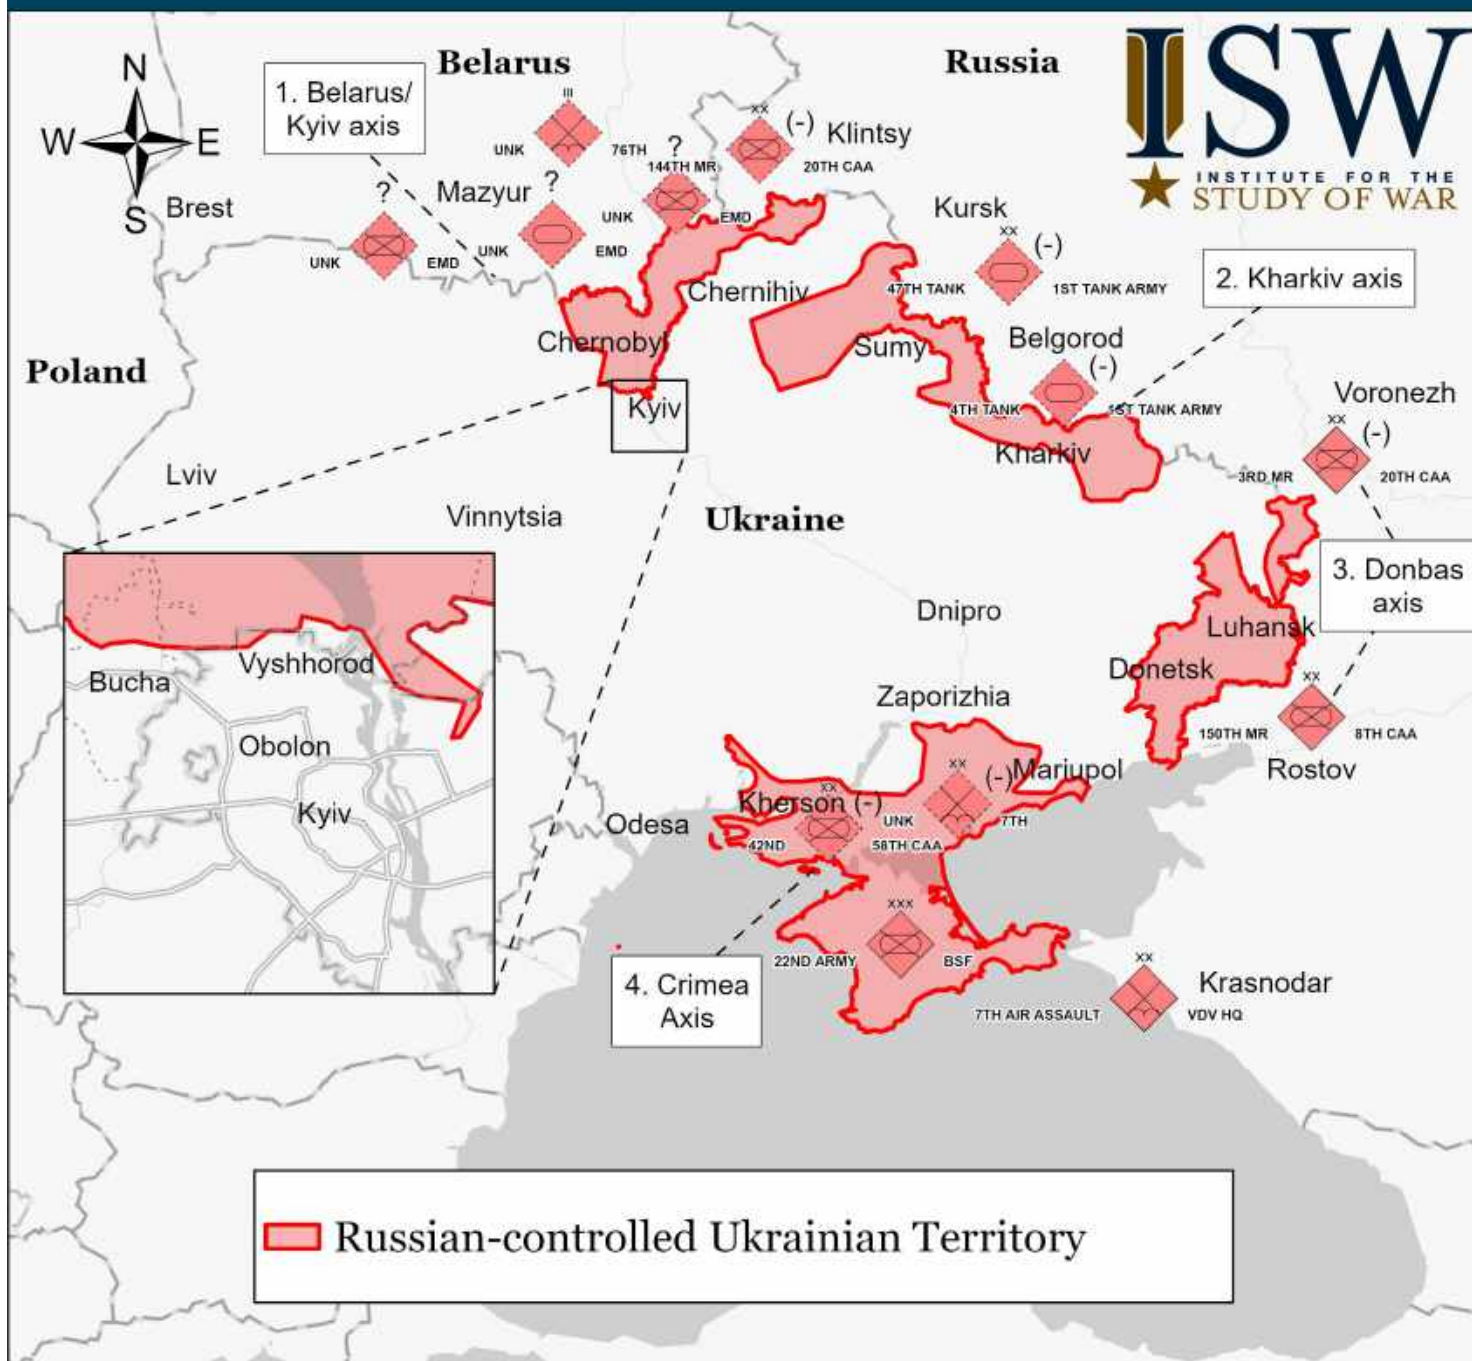 N
W
E
S
Belarus
Russia
ISW
INSTITUTE FOR THE
STUDY OF WAR
1. Belarus/
Kyiv axis
III
UNK
76TH
?
144TH MR
UNK
EMD
XX
(-)
Klintsy
20TH CAA
Brest
?
UNK
EMD
Mazyur
?
UNK
EMD
Kursk
XX
(-)
47TH TANK
1ST TANK ARMY
2. Kharkiv axis
Chernihiv
Chernobyl
Sumy
Belgorod
(-)
4TH TANK
1ST TANK ARMY
Poland
Kyiv
Kharkiv
Voronezh
XX
(-)
3RD MR
20TH CAA
Lviv
Vinnytsia
Ukraine
3. Donbas
axis
Dnipro
Luhansk
Donetsk
Zaporizhia
XX
150TH MR
8TH CAA
Rostov
Bucha
Vyshhorod
Obolon
Kyiv
Mariupol
XX
(-)
UNK
7TH
Odesa
XX
Kherson
(-)
42ND
58TH CAA
XXX
22ND ARMY
BSF
4. Crimea
Axis
XX
Krasnodar
7TH AIR ASSAULT
VDV HQ
Russian-controlled Ukrainian Territory